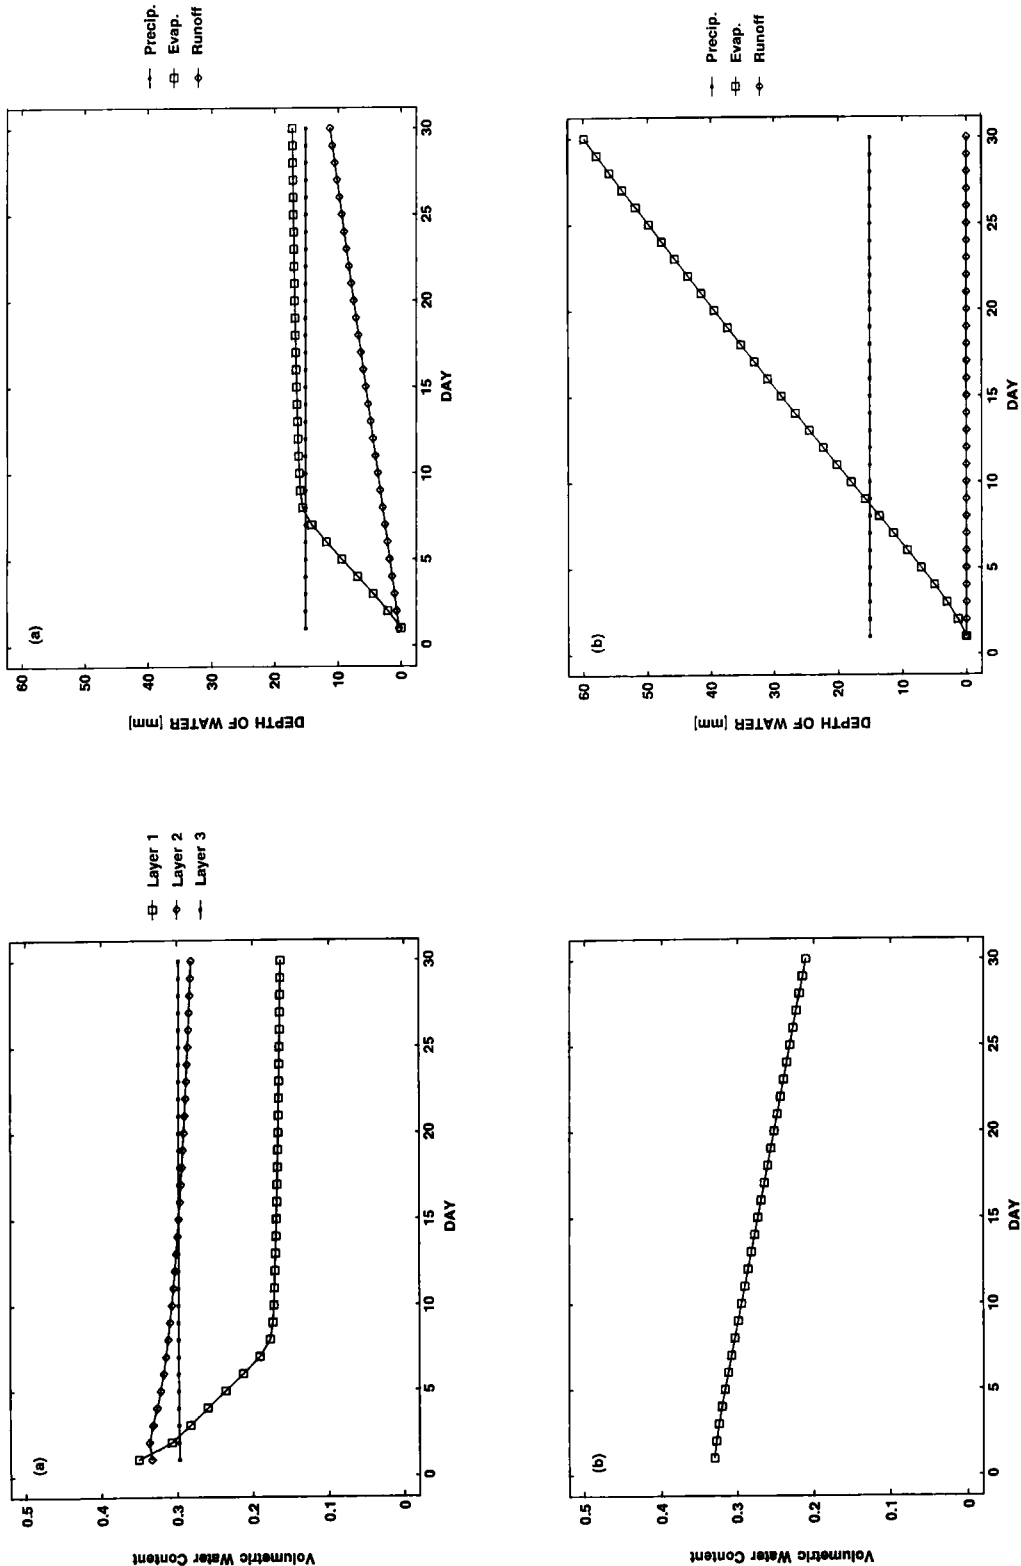 (a)
Volumetric Water Content
0.5
0.4
0.3
0.2
0.1
0
0
5
10
15
20
25
30
DAY
Layer 1
Layer 2
Layer 3
(a)
DEPTH OF WATER [mm]
60
50
40
30
20
10
0
0
5
10
15
20
25
30
DAY
Precip.
Evap.
Runoff
(b)
Volumetric Water Content
0.5
0.4
0.3
0.2
0.1
0
0
5
10
15
20
25
30
DAY
(b)
DEPTH OF WATER [mm]
60
50
40
30
20
10
0
0
5
10
15
20
25
30
DAY
Precip.
Evap.
Runoff